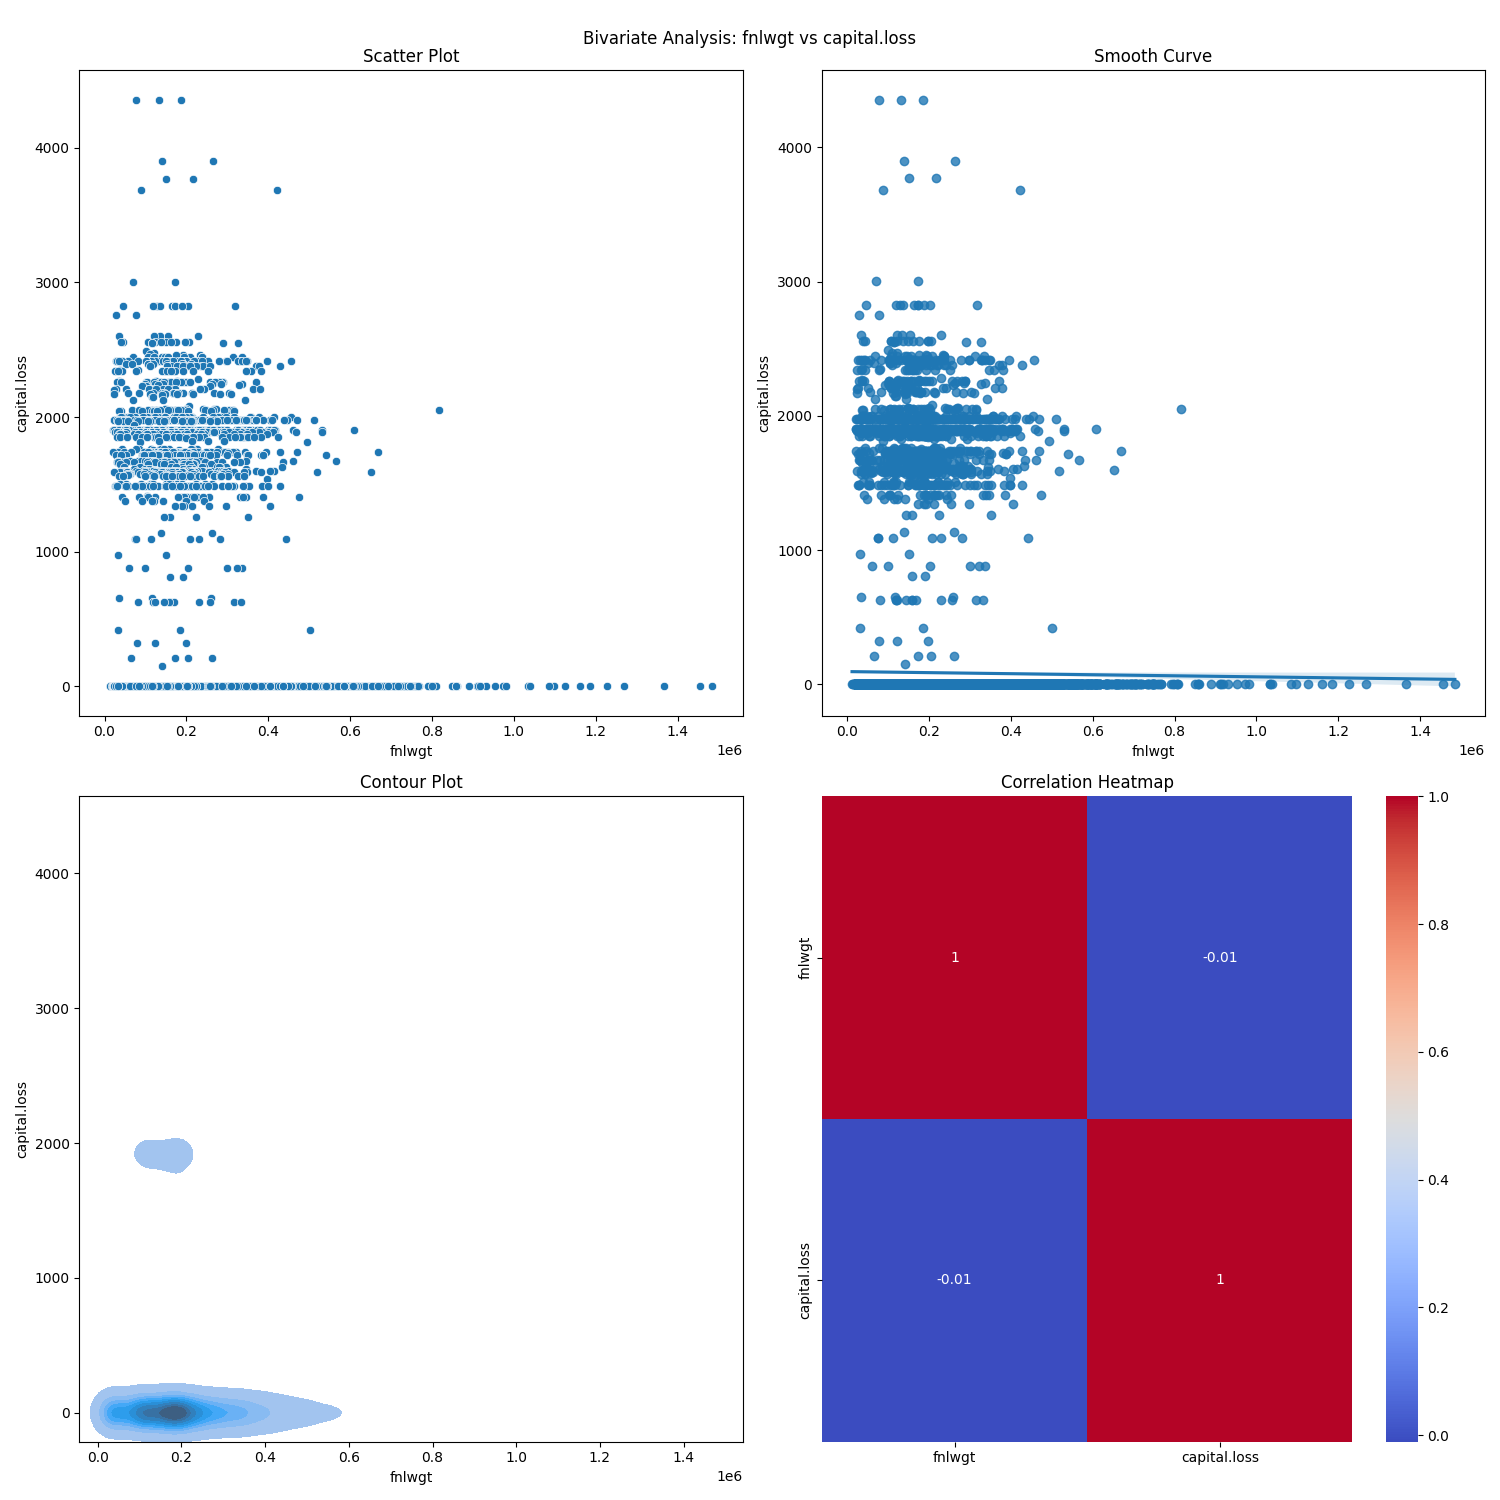 Bivariate Analysis: fnlwgt vs capital.loss
Scatter Plot
4000
3000
2000
1000
0
capital.loss
0.0 0.2 0.4 0.6 0.8 1.0 1.2 1.4
1e6
fnlwgt
Smooth Curve
4000
3000
2000
1000
0
capital.loss
0.0 0.2 0.4 0.6 0.8 1.0 1.2 1.4
1e6
fnlwgt
Contour Plot
4000
3000
2000
1000
0
capital.loss
0.0 0.2 0.4 0.6 0.8 1.0 1.2 1.4
1e6
fnlwgt
Correlation Heatmap
fnlwgt
1 -0.01
capital.loss
-0.01 1
fnlwgt capital.loss
1.0
0.8
0.6
0.4
0.2
0.0